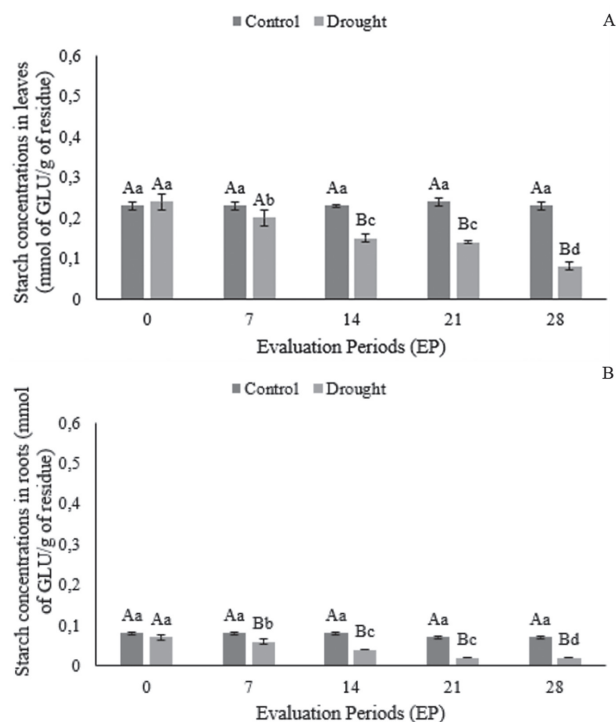 A
Control Drought
Starch concentrations in leaves
(mmol of GLU/g of residue)
0,6
0,5
0,4
0,3
0,2
0,1
0
Aa Aa Aa Ab Aa Bc Aa Bc Aa Bd
0 7 14 21 28
Evaluation Periods (EP)
B
Control Drought
Starch concentrations in roots (mmol
of GLU/g of residue)
0,6
0,5
0,4
0,3
0,2
0,1
0
Aa Aa Aa Bb Aa Bc Aa Bc Aa Bd
0 7 14 21 28
Evaluation Periods (EP)